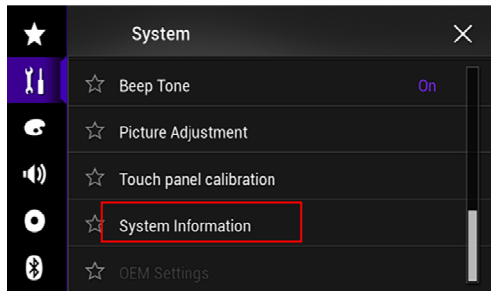 System
Beep Tone On
Picture Adjustment
Touch panel calibration
System Information
OEM Settings